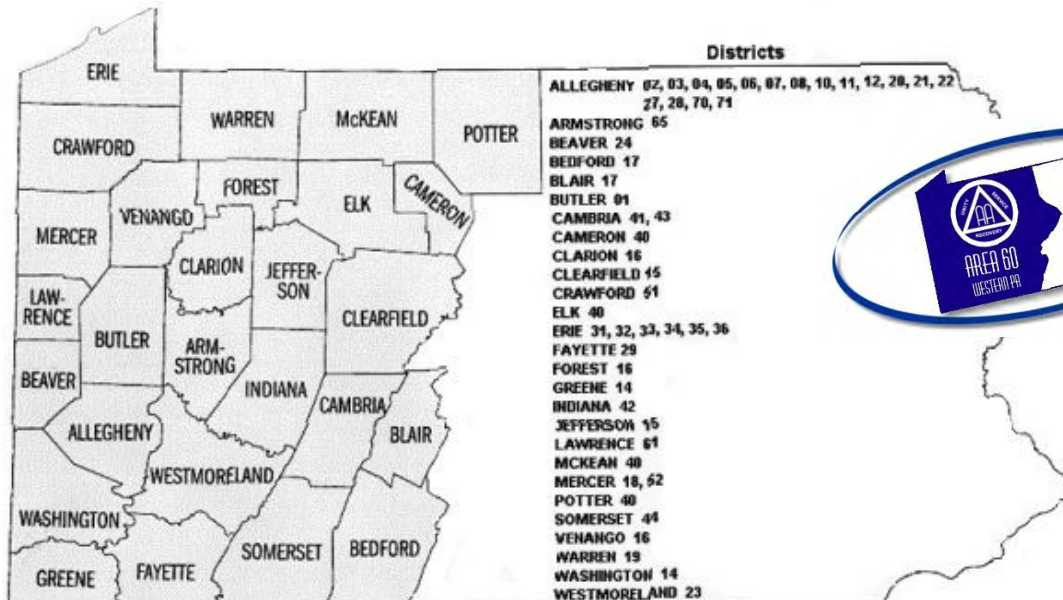 ERIE
CRAWFORD
WARREN
McKEAN
POTTER
MERCER
VENANGO
FOREST
ELK
CAMERON
CLARION
JEFFER-
SON
CLEARFIELD
LAW-
RENCE
BUTLER
ARM-
STRONG
BEAVER
INDIANA
CAMBRIA
BLAIR
ALLEGHENY
WESTMORELAND
WASHINGTON
GREENE
FAYETTE
SOMERSET
BEDFORD
Districts
ALLEGHENY 02, 03, 04, 05, 06, 07, 08, 10, 11, 12, 20, 21, 22
27, 28, 70, 71
ARMSTRONG 65
BEAVER 24
BEDFORD 17
BLAIR 17
BUTLER 01
CAMBRIA 41, 43
CAMERON 40
CLARION 16
CLEARFIELD 15
CRAWFORD 51
ELK 40
ERIE 31, 32, 33, 34, 35, 36
FAYETTE 29
FOREST 16
GREENE 14
INDIANA 42
JEFFERSON 15
LAWRENCE 61
MCKEAN 40
MERCER 18, 52
POTTER 40
SOMERSET 44
VENANGO 16
WARREN 19
WASHINGTON 14
WESTMORELAND 23
UNITY
SERVICE
AA
RECOVERY
AREA 60
WESTERN PA